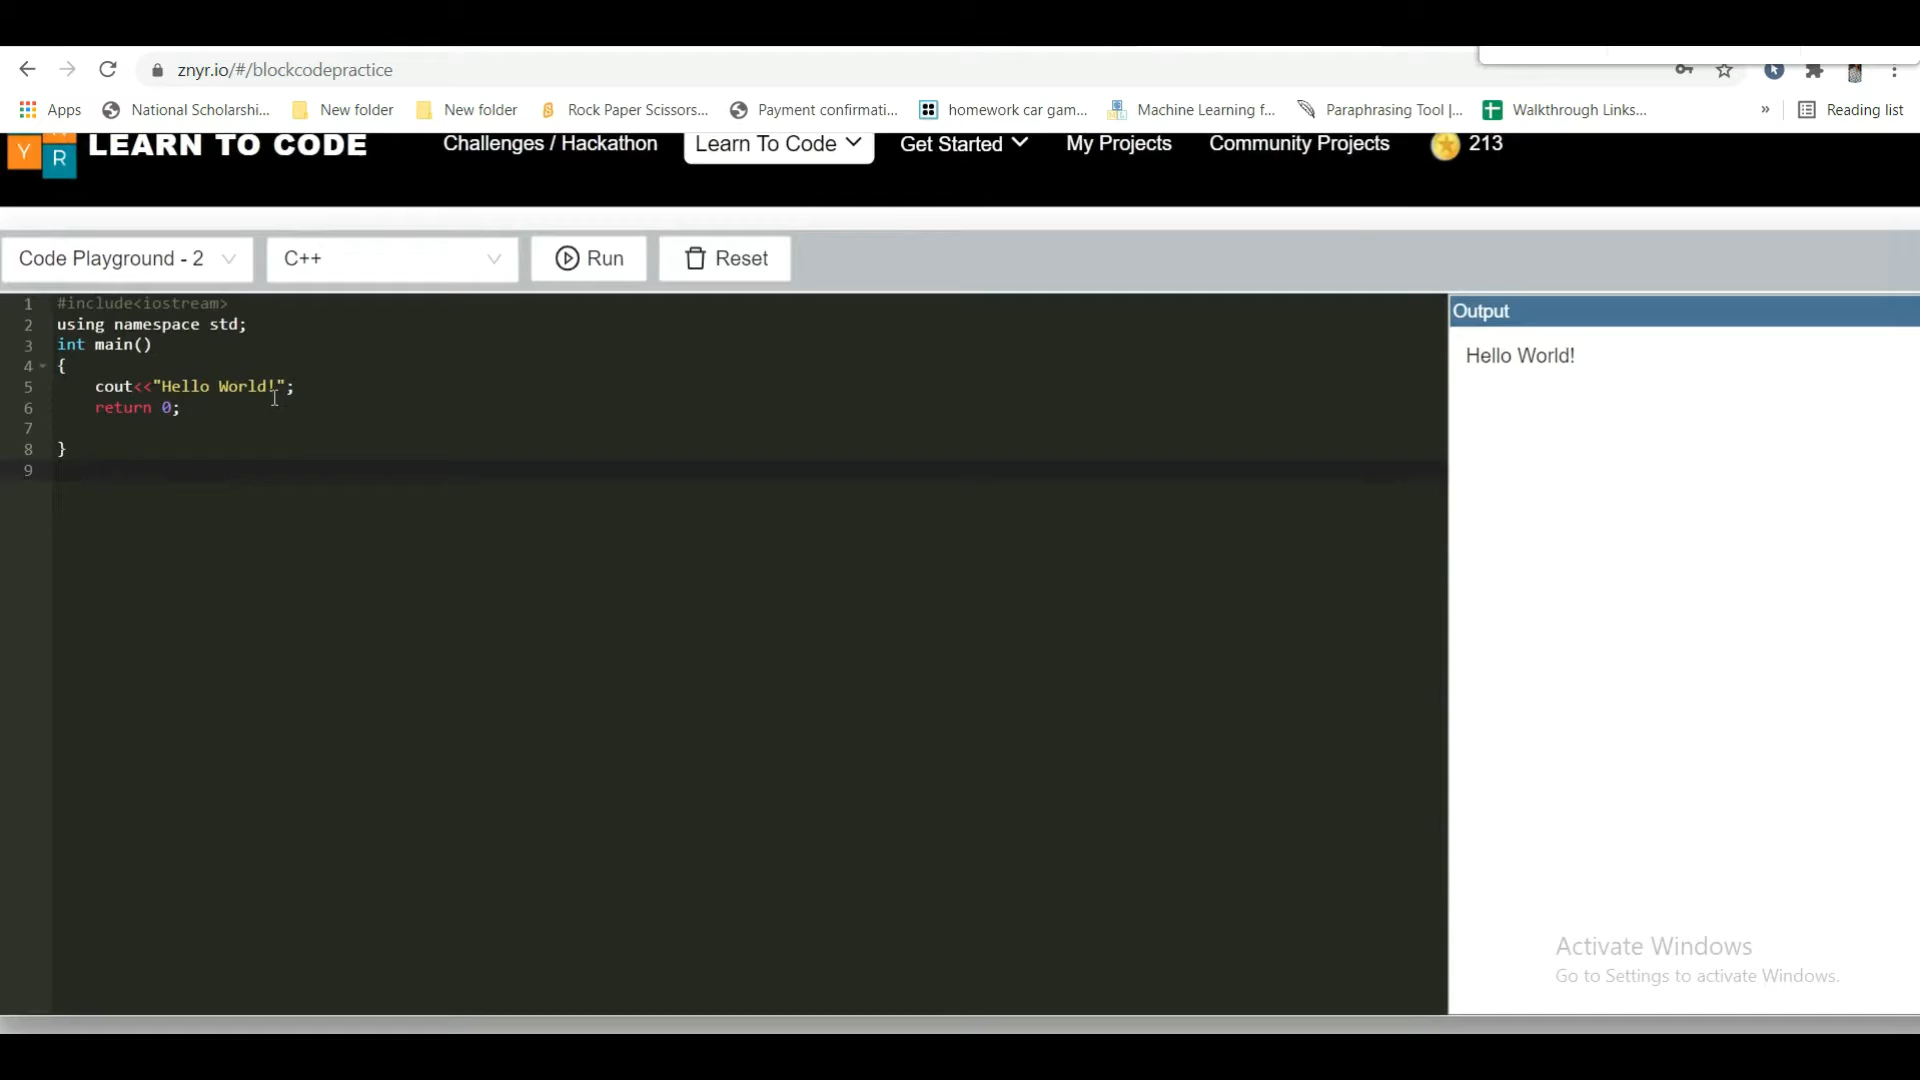 znyr.io/#/blockcodepractice
Apps National Scholarshi... New folder New folder Rock Paper Scissors... Payment confirmati... homework car gam... Machine Learning f... Paraphrasing Tool |... Walkthrough Links... » Reading list
Y R LEARN TO CODE Challenges / Hackathon Learn To Code Get Started My Projects Community Projects 213
Code Playground - 2 C++ Run Reset
Output
1 #include<iostream>
2 using namespace std;
3 int main()
4 {
5 cout<<"Hello World!";
6 return 0;
7
8 }
9
Hello World!
Activate Windows
Go to Settings to activate Windows.